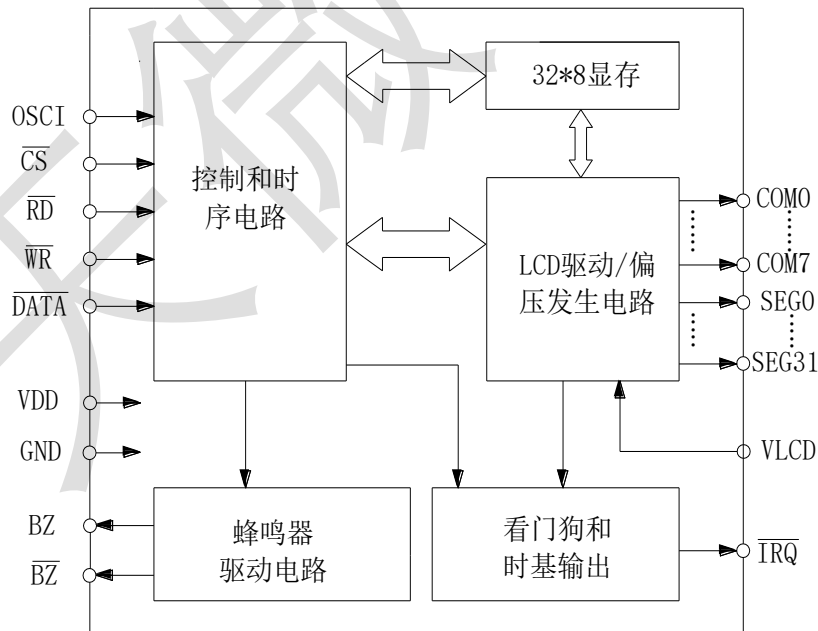 32*8显存
OSCI
CS
RD
WR
DATA
控制和时
序电路
LCD驱动/偏
压发生电路
COM0
COM7
SEG0
SEG31
VDD
GND
VLCD
BZ
BZ
蜂鸣器
驱动电路
看门狗和
时基输出
IRQ
天微